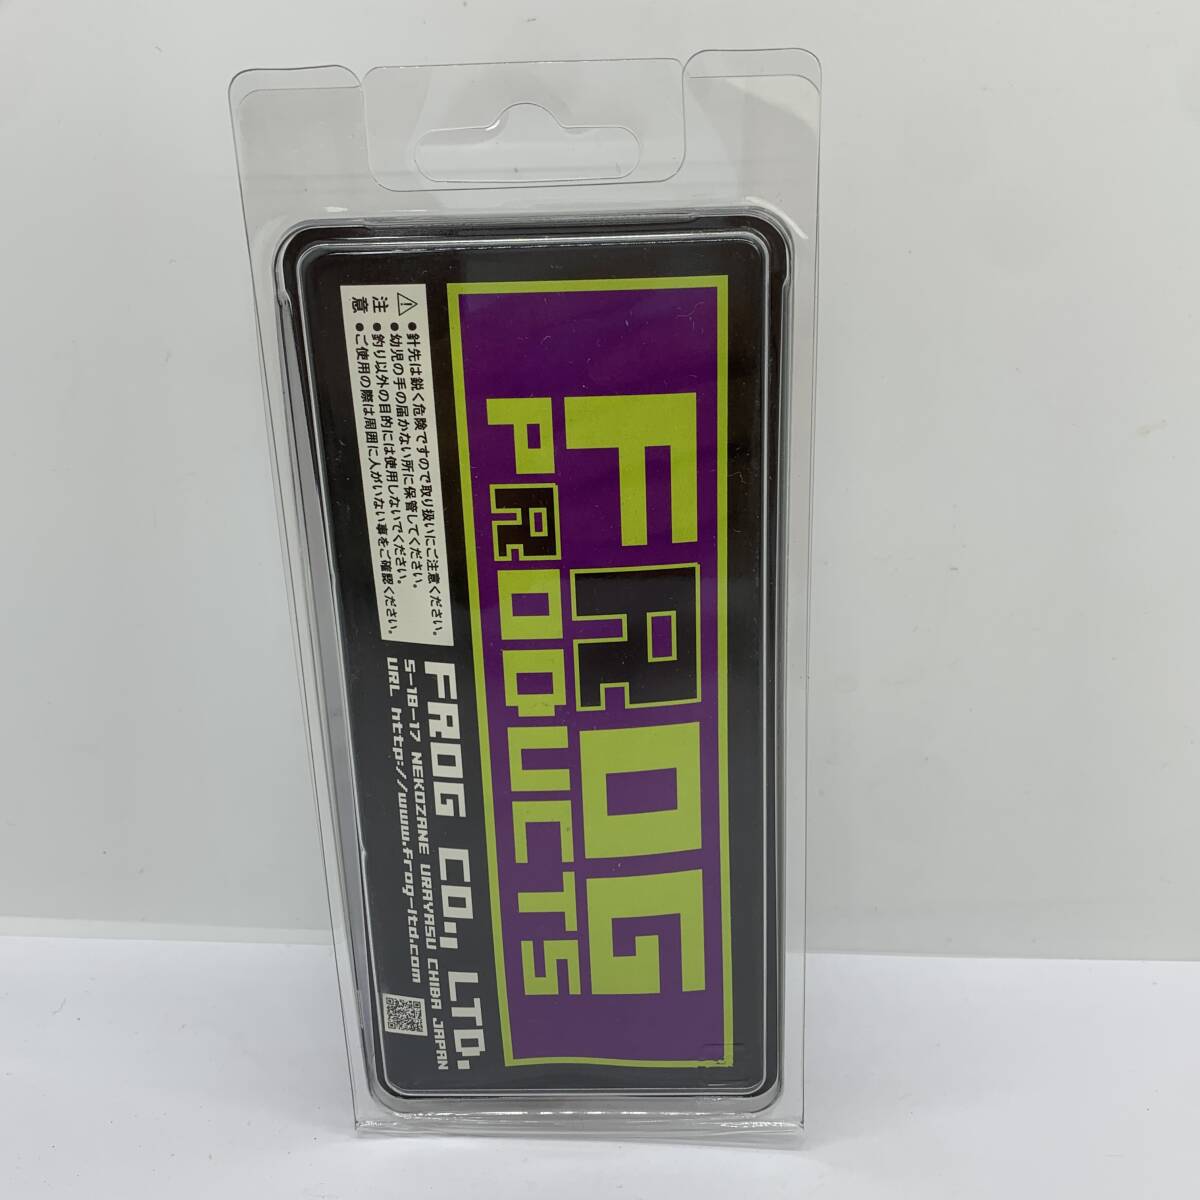 FROG
PRODUCTS
⚠
注意
●針先は鋭く危険ですので取り扱いにご注意ください。
●幼児の手の届かない所に保管してください。
●釣り以外の目的には使用しないでください。
●ご使用の際は周囲に人がいない事をご確認ください。
FROG CO., LTD.
5-18-17 NEKOZANE URAYASU CHIBA JAPAN
URL http://www.frog-ltd.com